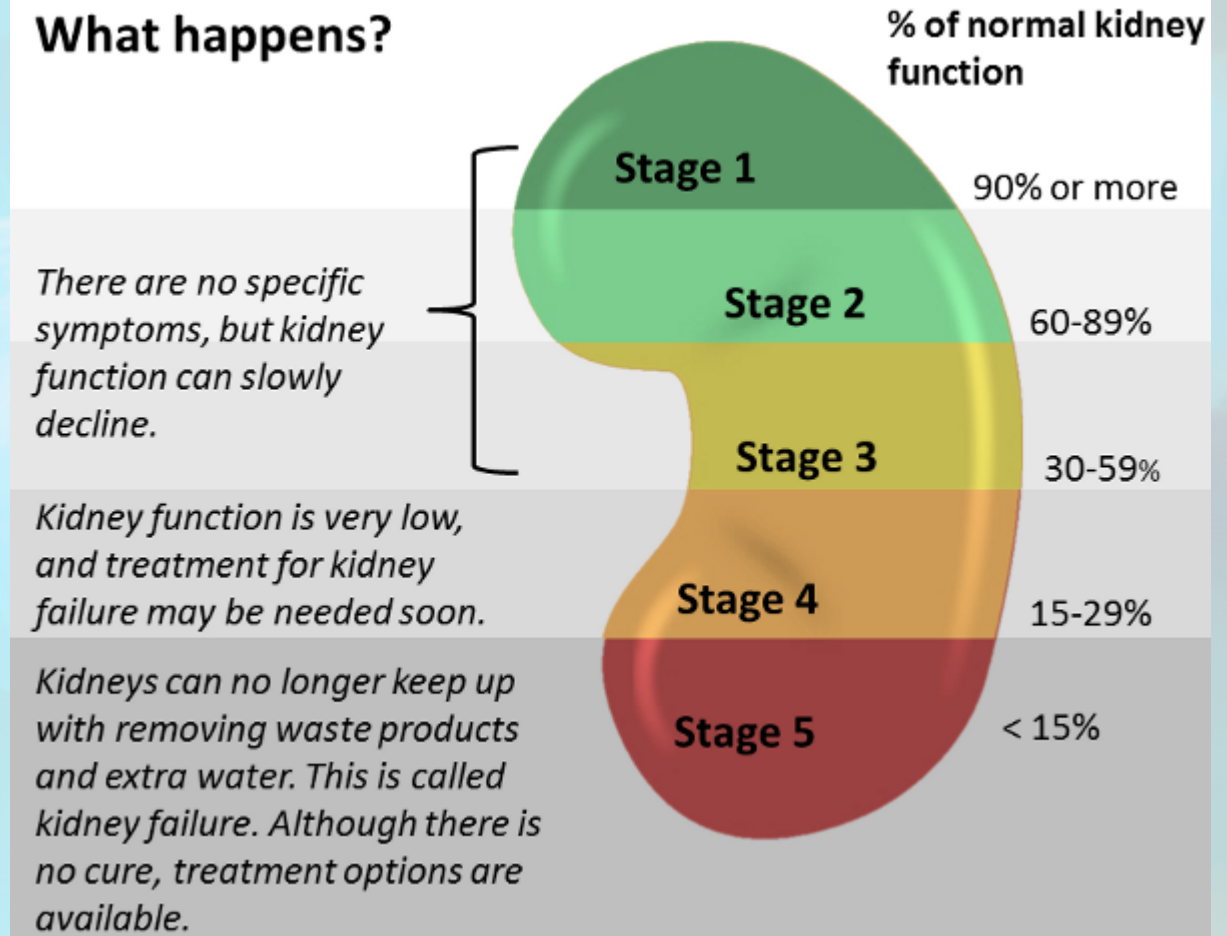 What happens?
% of normal kidney
function
Stage 1
90% or more
There are no specific
symptoms, but kidney
function can slowly
decline.
Stage 2
60-89%
Stage 3
30-59%
Kidney function is very low,
and treatment for kidney
failure may be needed soon.
Stage 4
15-29%
Kidneys can no longer keep up
with removing waste products
and extra water. This is called
kidney failure. Although there is
no cure, treatment options are
available.
Stage 5
< 15%